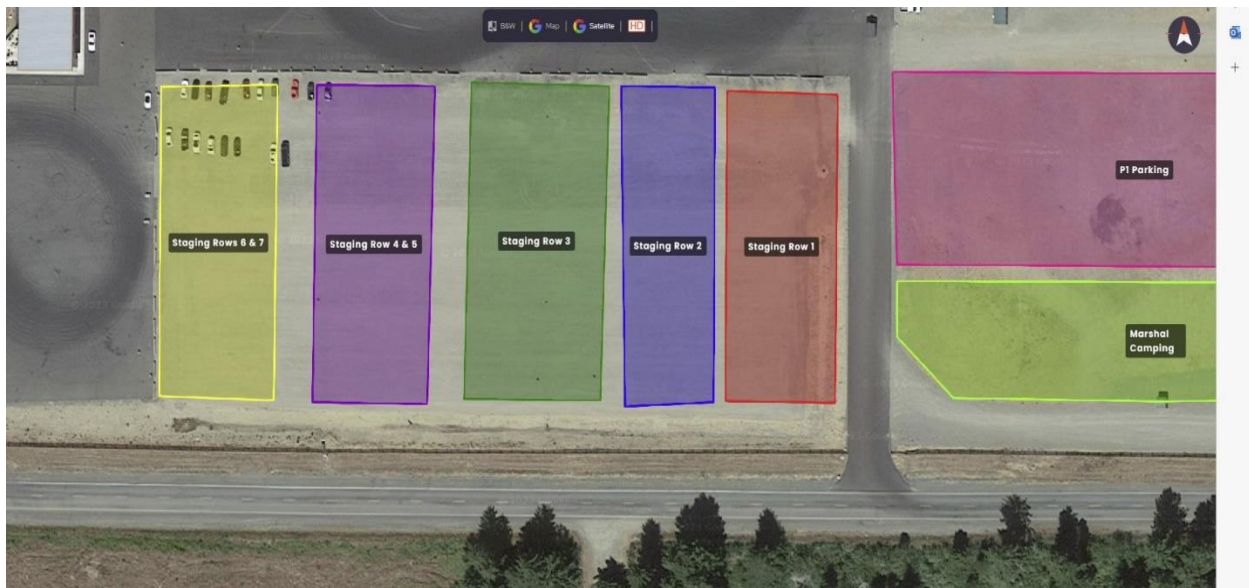 B&W | Map | Satellite | HD |
P1 Parking
Staging Rows 6 & 7
Staging Row 4 & 5
Staging Row 3
Staging Row 2
Staging Row 1
Marshal
Camping